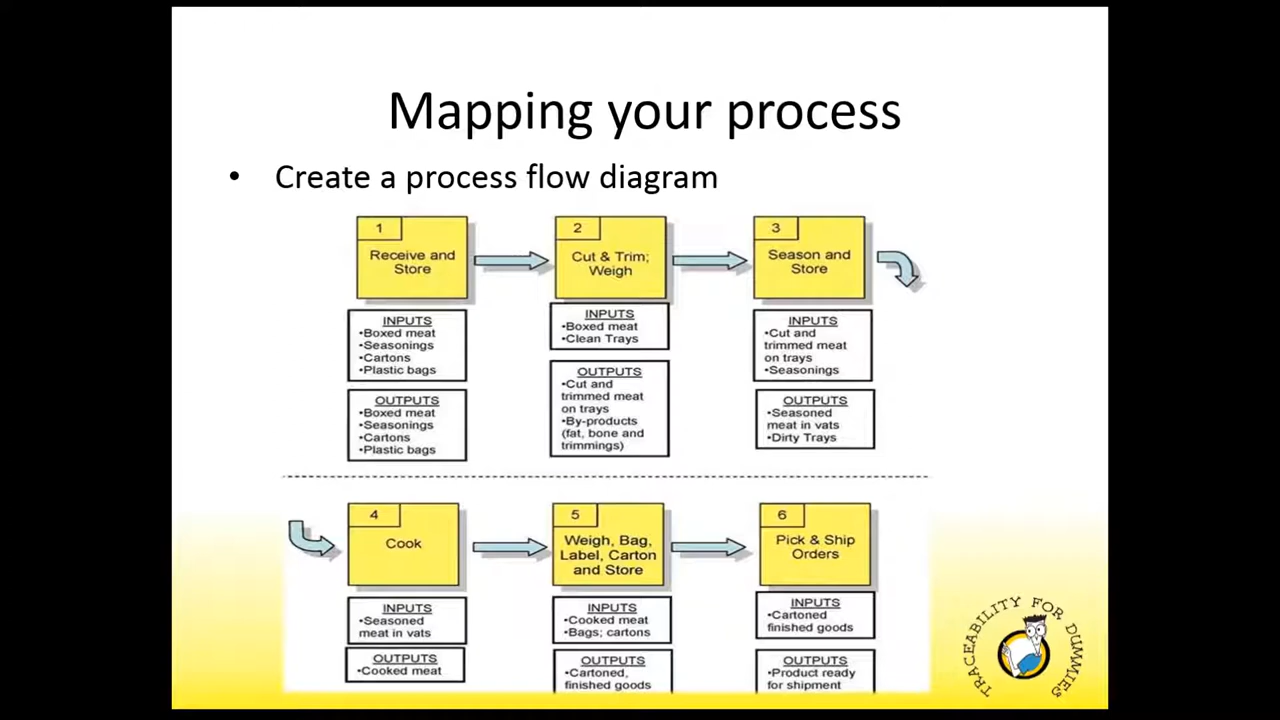 Mapping your process
• Create a process flow diagram
1
Receive and
Store
INPUTS
•Boxed meat
•Seasonings
•Cartons
•Plastic bags
OUTPUTS
•Boxed meat
•Seasonings
•Cartons
•Plastic bags
2
Cut & Trim;
Weigh
INPUTS
•Boxed meat
•Clean Trays
OUTPUTS
•Cut and
trimmed meat
on trays
•By-products
(fat, bone and
trimmings)
3
Season and
Store
INPUTS
•Cut and
trimmed meat
on trays
•Seasonings
OUTPUTS
•Seasoned
meat in vats
•Dirty Trays
4
Cook
INPUTS
•Seasoned
meat in vats
OUTPUTS
•Cooked meat
5
Weigh, Bag,
Label, Carton
and Store
INPUTS
•Cooked meat
•Bags; cartons
OUTPUTS
•Cartoned,
finished goods
6
Pick & Ship
Orders
INPUTS
•Cartoned
finished goods
OUTPUTS
•Product ready
for shipment
TRACEABILITY FOR DUMMIES